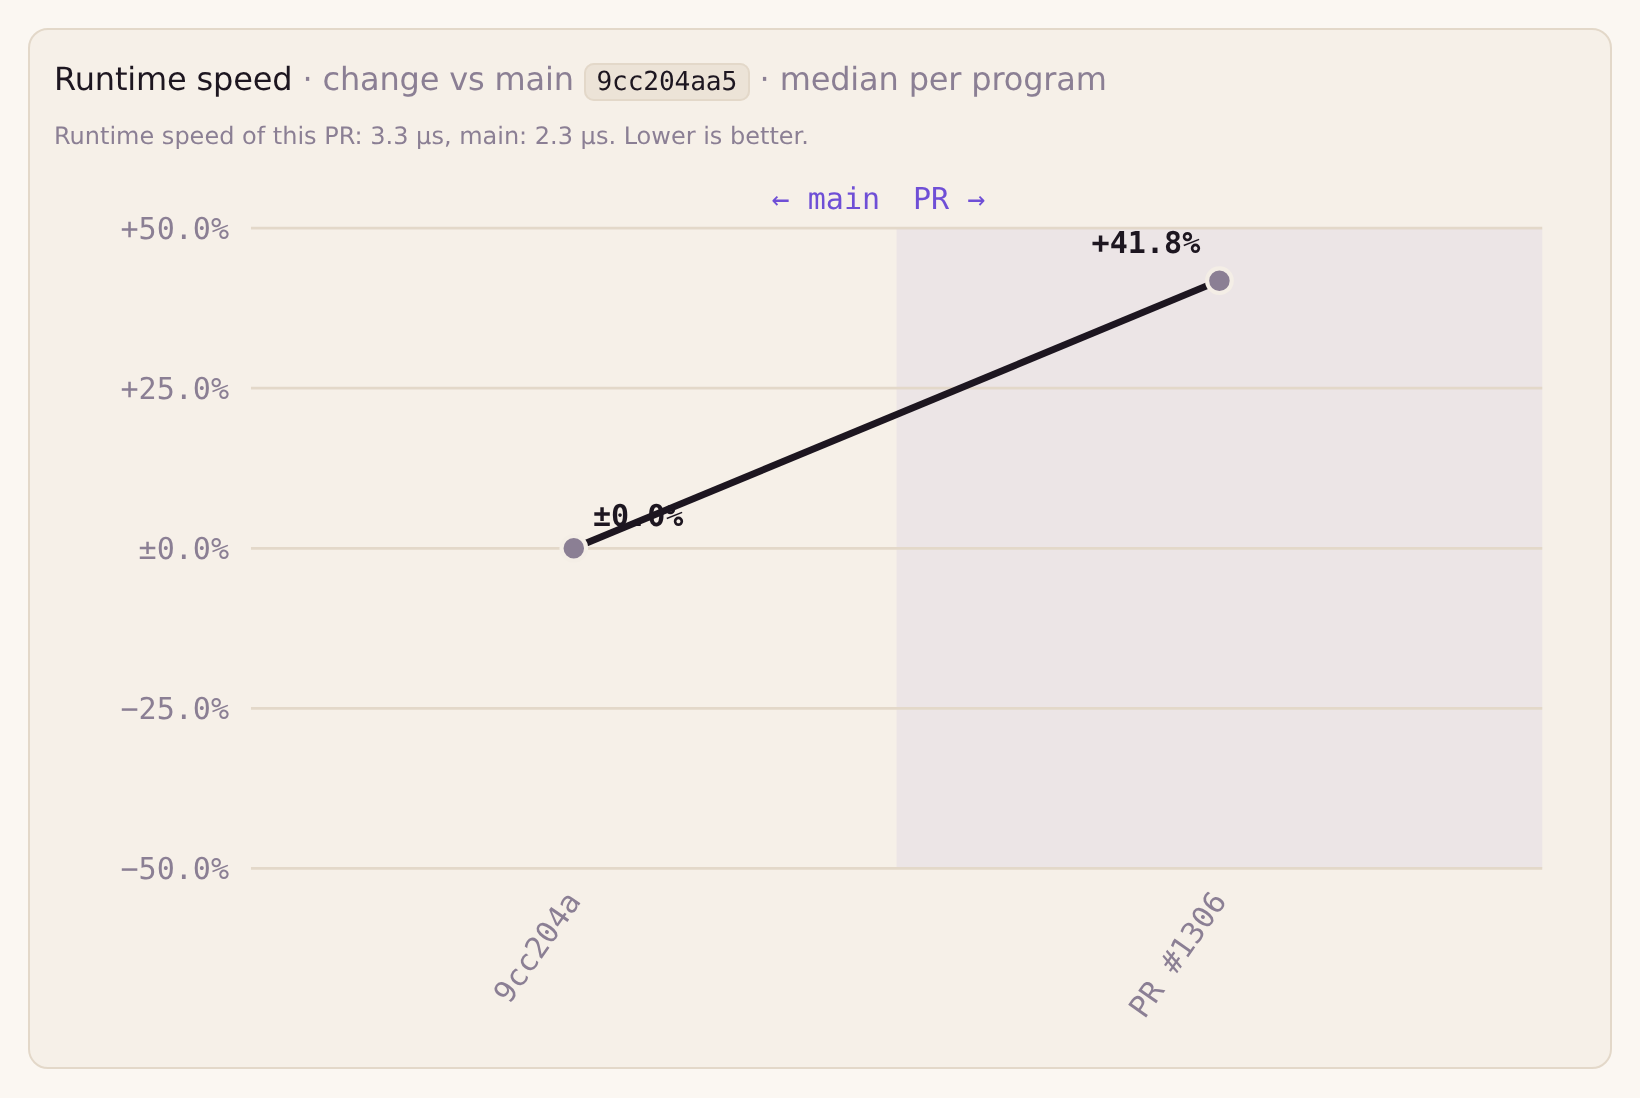 Runtime speed · change vs main 9cc204aa5 · median per program
Runtime speed of this PR: 3.3 µs, main: 2.3 µs. Lower is better.
← main PR →
+50.0%
+41.8%
+25.0%
±0.0%
±0.0%
−25.0%
−50.0%
9cc204a
PR #1306